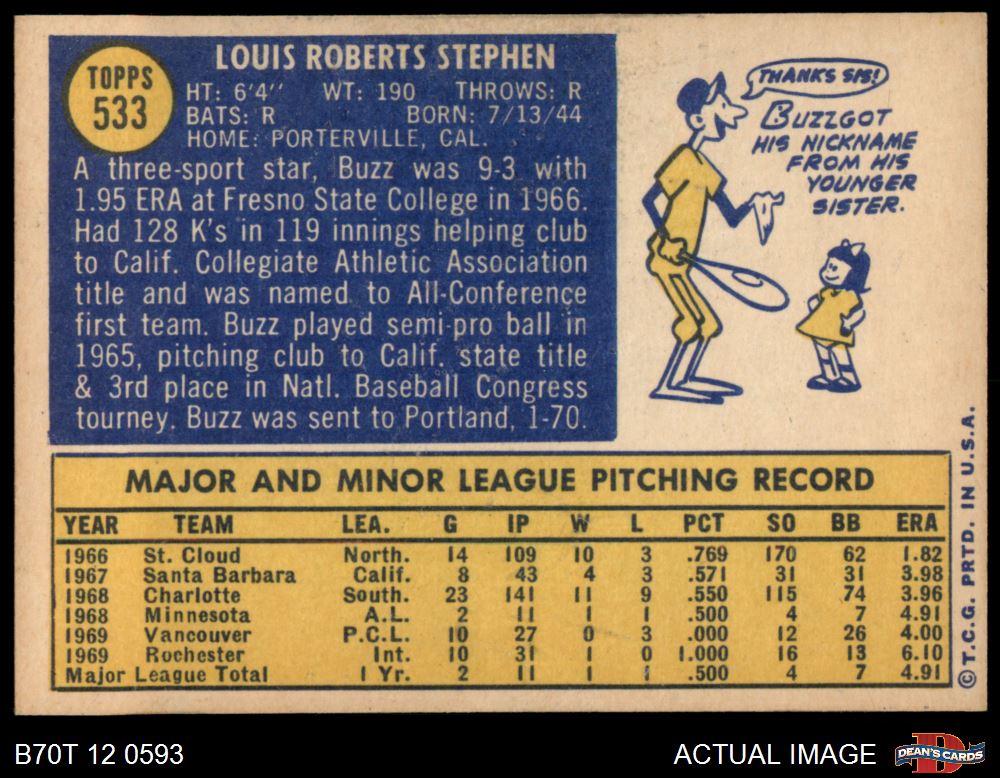 TOPPS
533
LOUIS ROBERTS STEPHEN
HT: 6'4" WT: 190 THROWS: R
BATS: R BORN: 7/13/44
HOME: PORTERVILLE, CAL.
A three-sport star, Buzz was 9-3 with
1.95 ERA at Fresno State College in 1966.
Had 128 K's in 119 innings helping club
to Calif. Collegiate Athletic Association
title and was named to All-Conference
first team. Buzz played semi-pro ball in
1965, pitching club to Calif. state title
& 3rd place in Natl. Baseball Congress
tourney. Buzz was sent to Portland, 1-70.
THANKS SIS!
BUZZ GOT
HIS NICKNAME
FROM HIS
YOUNGER
SISTER.
MAJOR AND MINOR LEAGUE PITCHING RECORD
YEAR TEAM LEA. G IP W L PCT SO BB ERA
1966 St. Cloud North. 14 109 10 3 .769 170 62 1.82
1967 Santa Barbara Calif. 8 43 4 3 .571 31 31 3.98
1968 Charlotte South. 23 141 11 9 .550 115 74 3.96
1968 Minnesota A.L. 2 11 1 1 .500 4 7 4.91
1969 Vancouver P.C.L. 10 27 0 3 .000 12 26 4.00
1969 Rochester Int. 10 31 1 0 1.000 16 13 6.10
Major League Total 1 Yr. 2 11 1 1 .500 4 7 4.91
© T.C.G. PRTD. IN U.S.A.
B70T 12 0593
ACTUAL IMAGE
DEAN'S CARDS